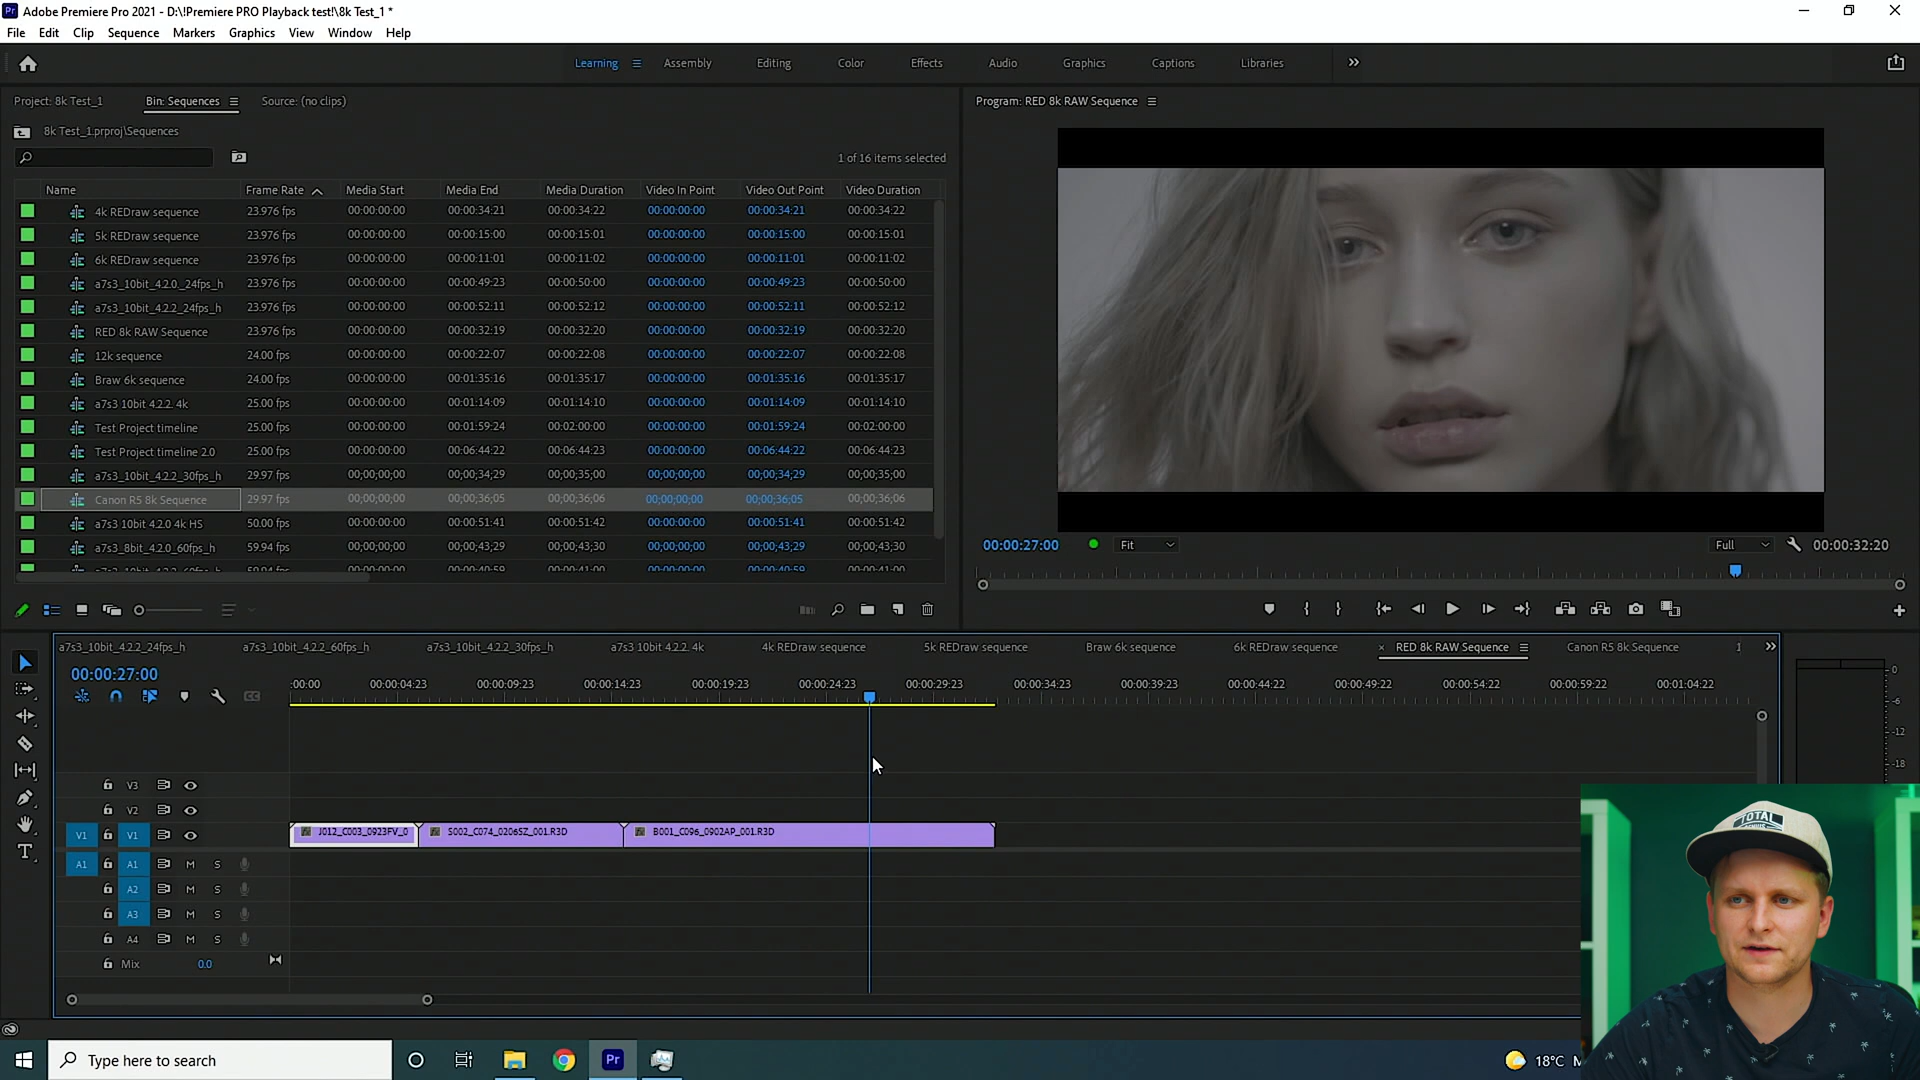 Pr Adobe Premiere Pro 2021 - D:\!Premiere PRO Playback test!\8k Test_1 *
File Edit Clip Sequence Markers Graphics View Window Help
Learning Assembly Editing Color Effects Audio Graphics Captions Libraries
Project: 8k Test_1 Bin: Sequences Source: (no clips)
Program: RED 8k RAW Sequence
8k Test_1.prproj\Sequences
1 of 16 items selected
Name Frame Rate Media Start Media End Media Duration Video In Point Video Out Point Video Duration
4k REDraw sequence 23.976 fps 00:00:00:00 00:00:34:21 00:00:34:22 00:00:00:00 00:00:34:21 00:00:34:22
5k REDraw sequence 23.976 fps 00:00:00:00 00:00:15:00 00:00:15:01 00:00:00:00 00:00:15:00 00:00:15:01
6k REDraw sequence 23.976 fps 00:00:00:00 00:00:11:01 00:00:11:02 00:00:00:00 00:00:11:01 00:00:11:02
a7s3_10bit_4.2.0_24fps_h 23.976 fps 00:00:00:00 00:00:49:23 00:00:50:00 00:00:00:00 00:00:49:23 00:00:50:00
a7s3_10bit_4.2.2_24fps_h 23.976 fps 00:00:00:00 00:00:52:11 00:00:52:12 00:00:00:00 00:00:52:11 00:00:52:12
RED 8k RAW Sequence 23.976 fps 00:00:00:00 00:00:32:19 00:00:32:20 00:00:00:00 00:00:32:19 00:00:32:20
12k sequence 24.00 fps 00:00:00:00 00:00:22:07 00:00:22:08 00:00:00:00 00:00:22:07 00:00:22:08
Braw 6k sequence 24.00 fps 00:00:00:00 00:01:35:16 00:01:35:17 00:00:00:00 00:01:35:16 00:01:35:17
a7s3 10bit 4.2.2. 4k 25.00 fps 00:00:00:00 00:01:14:09 00:01:14:10 00:00:00:00 00:01:14:09 00:01:14:10
Test Project timeline 25.00 fps 00:00:00:00 00:01:59:24 00:02:00:00 00:00:00:00 00:01:59:24 00:02:00:00
Test Project timeline 2.0 25.00 fps 00:00:00:00 00:06:44:22 00:06:44:23 00:00:00:00 00:06:44:22 00:06:44:23
a7s3_10bit_4.2.2_30fps_h 29.97 fps 00;00;00;00 00;00;34;29 00;00;35;00 00;00;00;00 00;00;34;29 00;00;35;00
Canon R5 8k Sequence 29.97 fps 00;00;00;00 00;00;36;05 00;00;36;06 00;00;00;00 00;00;36;05 00;00;36;06
a7s3 10bit 4.2.0 4k HS 50.00 fps 00:00:00:00 00:00:51:41 00:00:51:42 00:00:00:00 00:00:51:41 00:00:51:42
a7s3_8bit_4.2.0_60fps_h 59.94 fps 00;00;00;00 00;00;43;29 00;00;43;30 00;00;00;00 00;00;43;29 00;00;43;30
00:00:27:00 Fit Full 00:00:32:20
a7s3_10bit_4.2.2_24fps_h a7s3_10bit_4.2.2_60fps_h a7s3_10bit_4.2.2_30fps_h a7s3 10bit 4.2.2. 4k 4k REDraw sequence 5k REDraw sequence Braw 6k sequence 6k REDraw sequence × RED 8k RAW Sequence Canon R5 8k Sequence 1
00:00:27:00
:00:00 00:00:04:23 00:00:09:23 00:00:14:23 00:00:19:23 00:00:24:23 00:00:29:23 00:00:34:23 00:00:39:23 00:00:44:22 00:00:49:22 00:00:54:22 00:00:59:22 00:01:04:22
0
-6
-12
-18
V3
V2
V1 V1 fx J012_C003_0923FV_0 fx S002_C074_0206SZ_001.R3D fx B001_C096_0902AP_001.R3D
A1 A1 M S
A2 M S
A3 M S
A4 M S
Mix 0.0
TOTAL
Type here to search
Pr
18°C